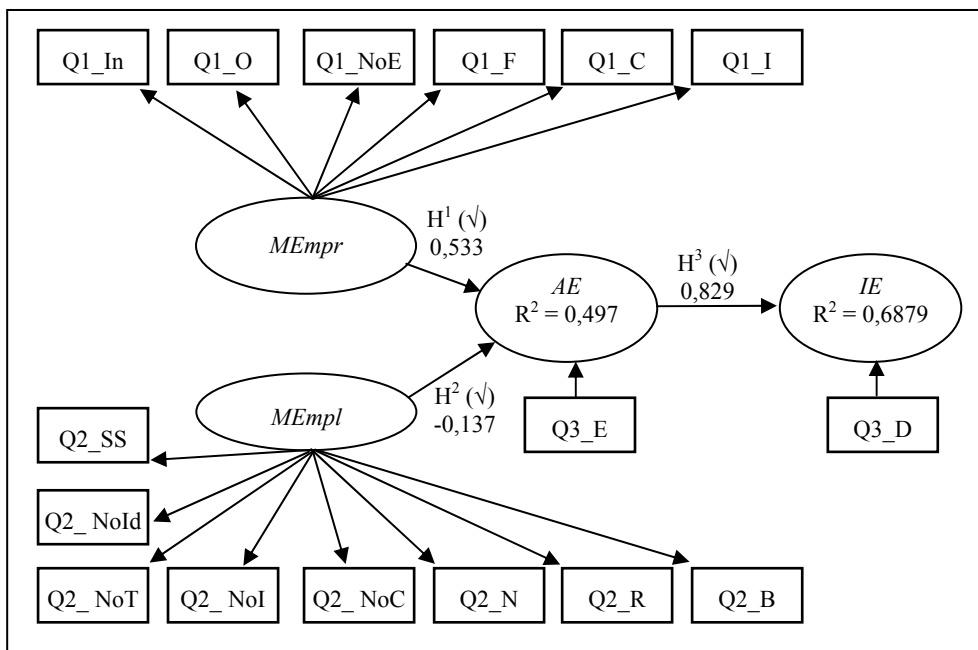 Q1_In
Q1_O
Q1_NoE
Q1_F
Q1_C
Q1_I
MEmpr
H¹ (√)
0,533
AE
R² = 0,497
H³ (√)
0,829
IE
R² = 0,6879
MEmpl
H² (√)
-0,137
Q3_E
Q3_D
Q2_SS
Q2_ NoId
Q2_ NoT
Q2_ NoI
Q2_ NoC
Q2_N
Q2_R
Q2_B